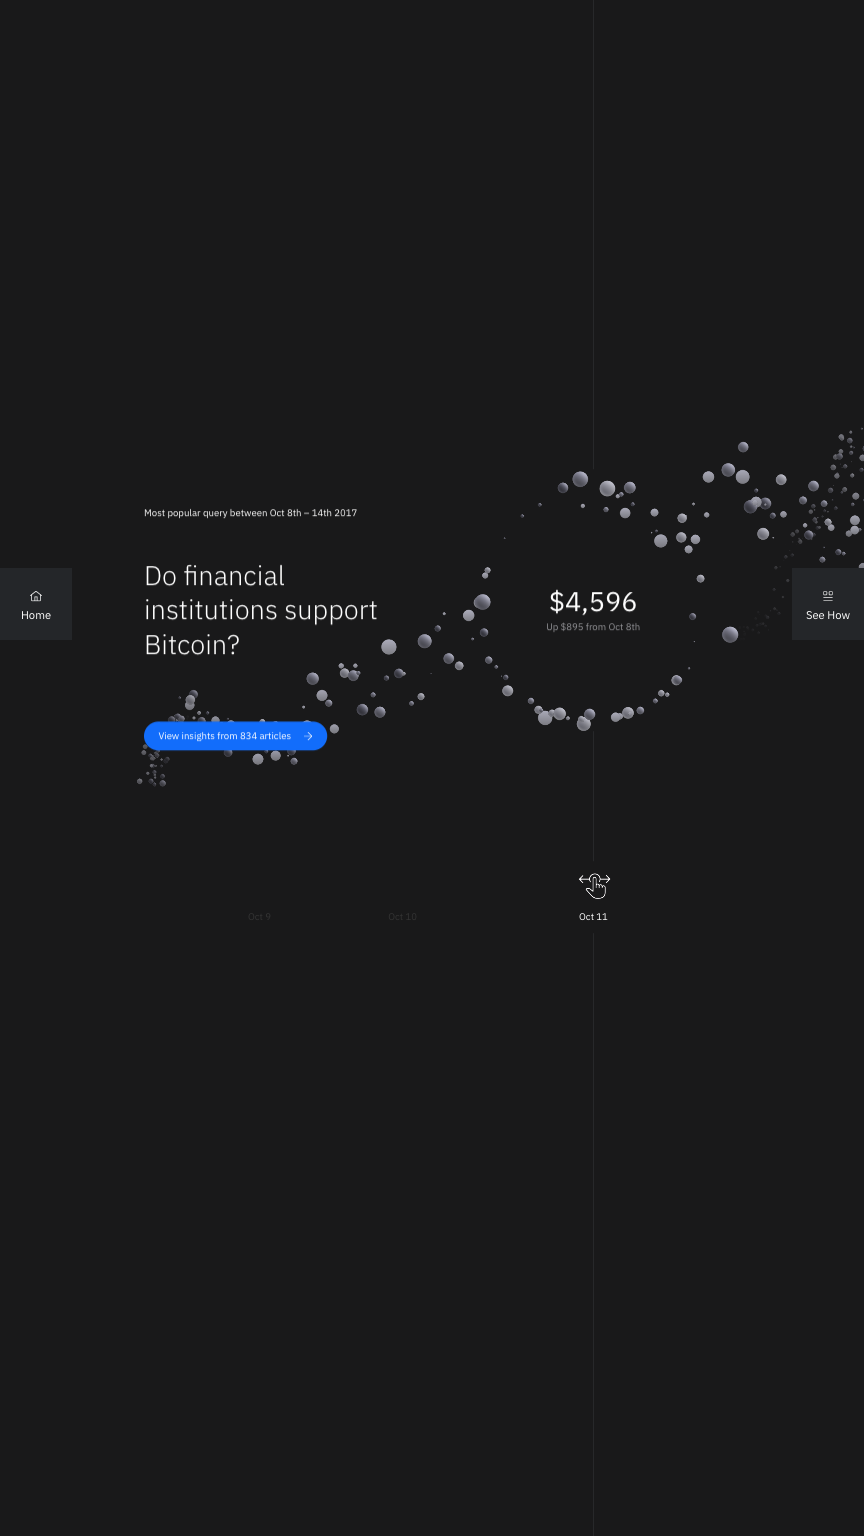 Most popular query between Oct 8th – 14th 2017
Do financial
institutions support
Bitcoin?
$4,596
Up $895 from Oct 8th
Home
See How
View insights from 834 articles
Oct 9
Oct 10
Oct 11